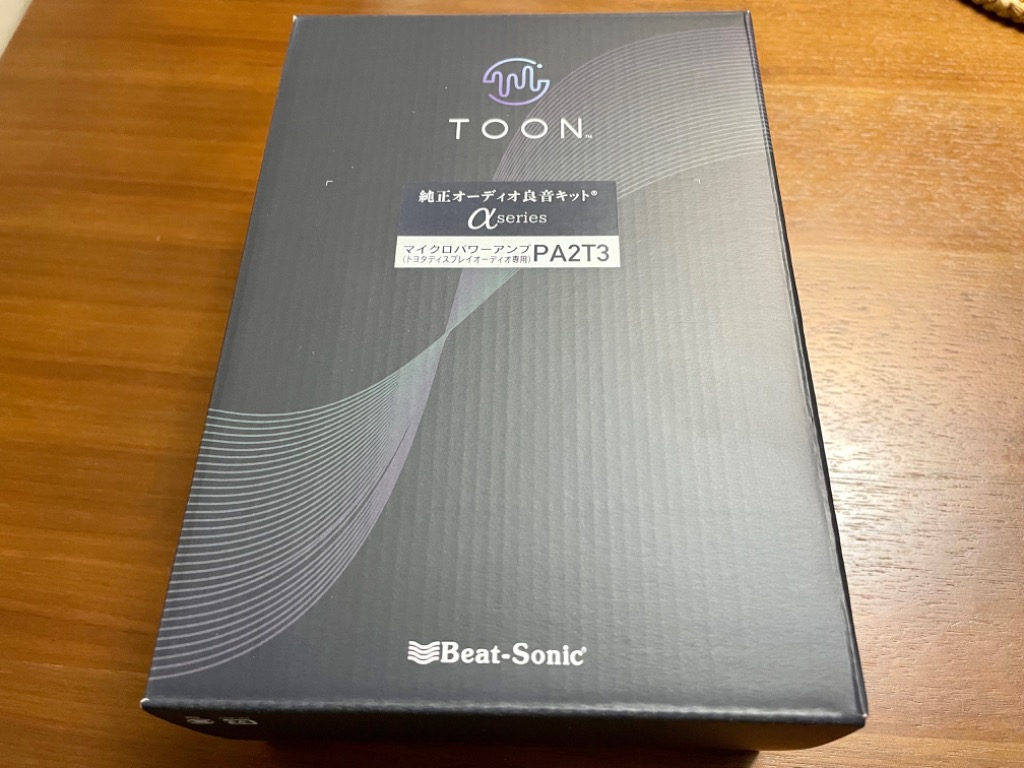 TOON™
純正オーディオ良音キット®
αseries
マイクロパワーアンプ
(トヨタディスプレイオーディオ専用)
PA2T3
Beat-Sonic®